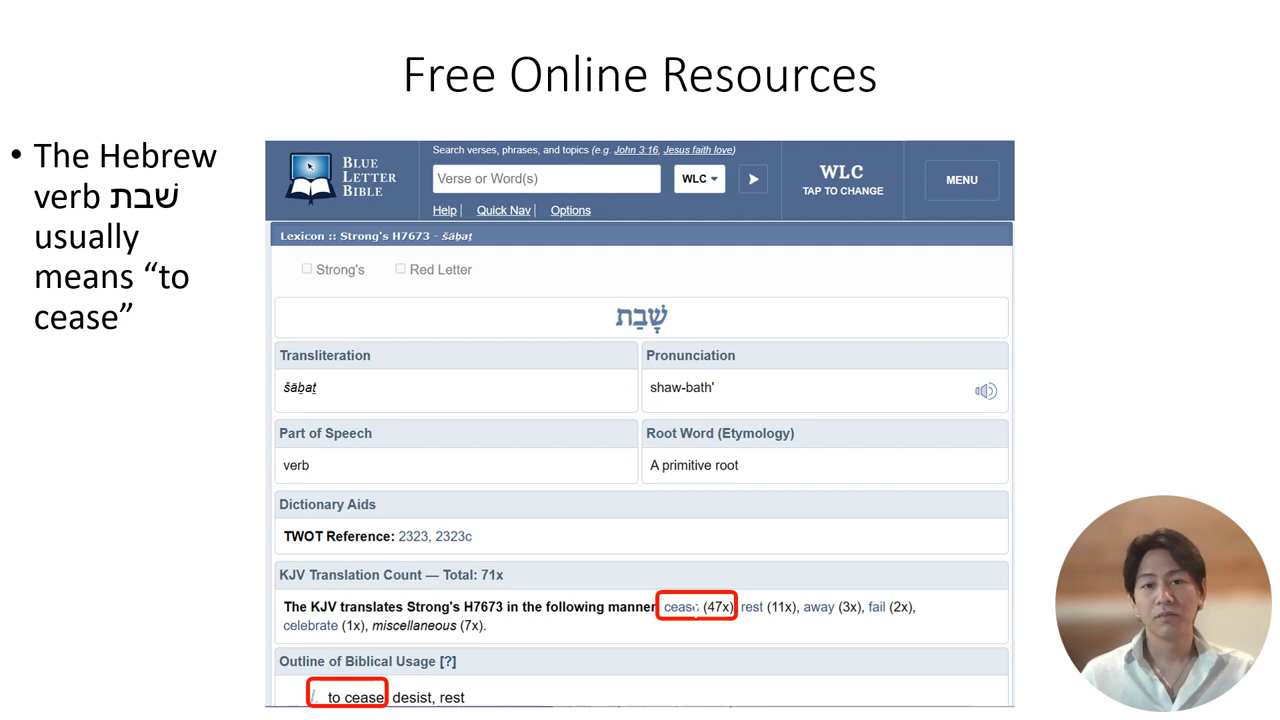 Free Online Resources
• The Hebrew
verb שׁבת
usually
means “to
cease”
BLUE
LETTER
BIBLE
Search verses, phrases, and topics (e.g. John 3:16, Jesus faith love)
Verse or Word(s)
WLC
Help | Quick Nav | Options
WLC
TAP TO CHANGE
MENU
Lexicon :: Strong's H7673 - šāḇaṯ
Strong's Red Letter
שָׁבַת
Transliteration
šāḇaṯ
Pronunciation
shaw-bath'
Part of Speech
verb
Root Word (Etymology)
A primitive root
Dictionary Aids
TWOT Reference: 2323, 2323c
KJV Translation Count — Total: 71x
The KJV translates Strong's H7673 in the following manner cease (47x) rest (11x), away (3x), fail (2x),
celebrate (1x), miscellaneous (7x).
Outline of Biblical Usage [?]
to cease desist, rest